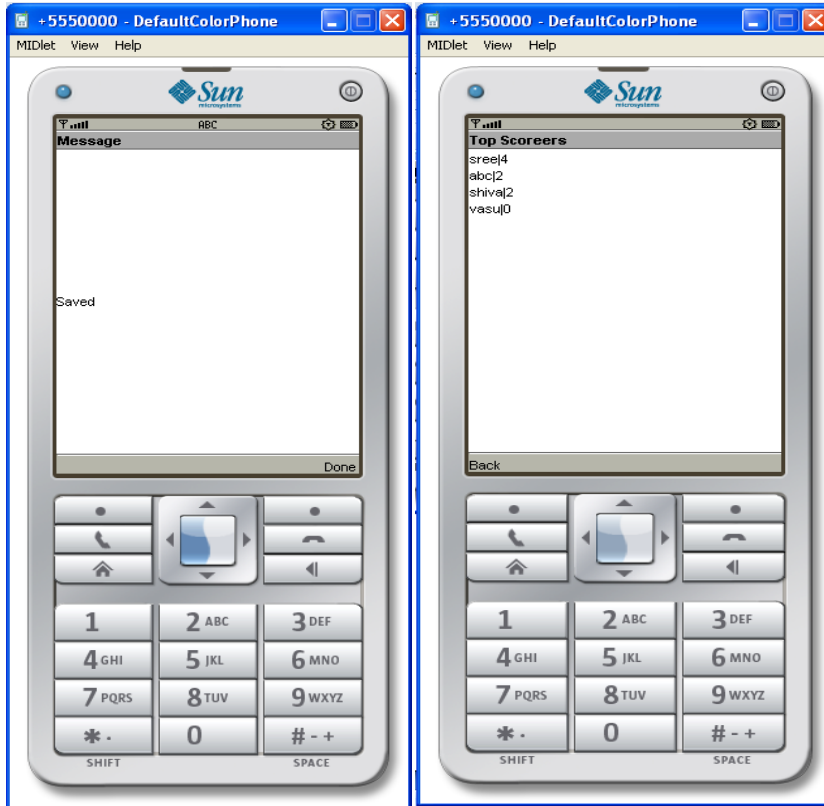 +5550000 - DefaultColorPhone
MIDlet View Help
Sun
microsystems
ABC
Message
Saved
Done
1
2 ABC
3 DEF
4 GHI
5 JKL
6 MNO
7 PQRS
8 TUV
9 WXYZ
* .
0
# - +
SHIFT
SPACE
+5550000 - DefaultColorPhone
MIDlet View Help
Sun
microsystems
Top Scoreers
sree|4
abc|2
shiva|2
vasu|0
Back
1
2 ABC
3 DEF
4 GHI
5 JKL
6 MNO
7 PQRS
8 TUV
9 WXYZ
* .
0
# - +
SHIFT
SPACE